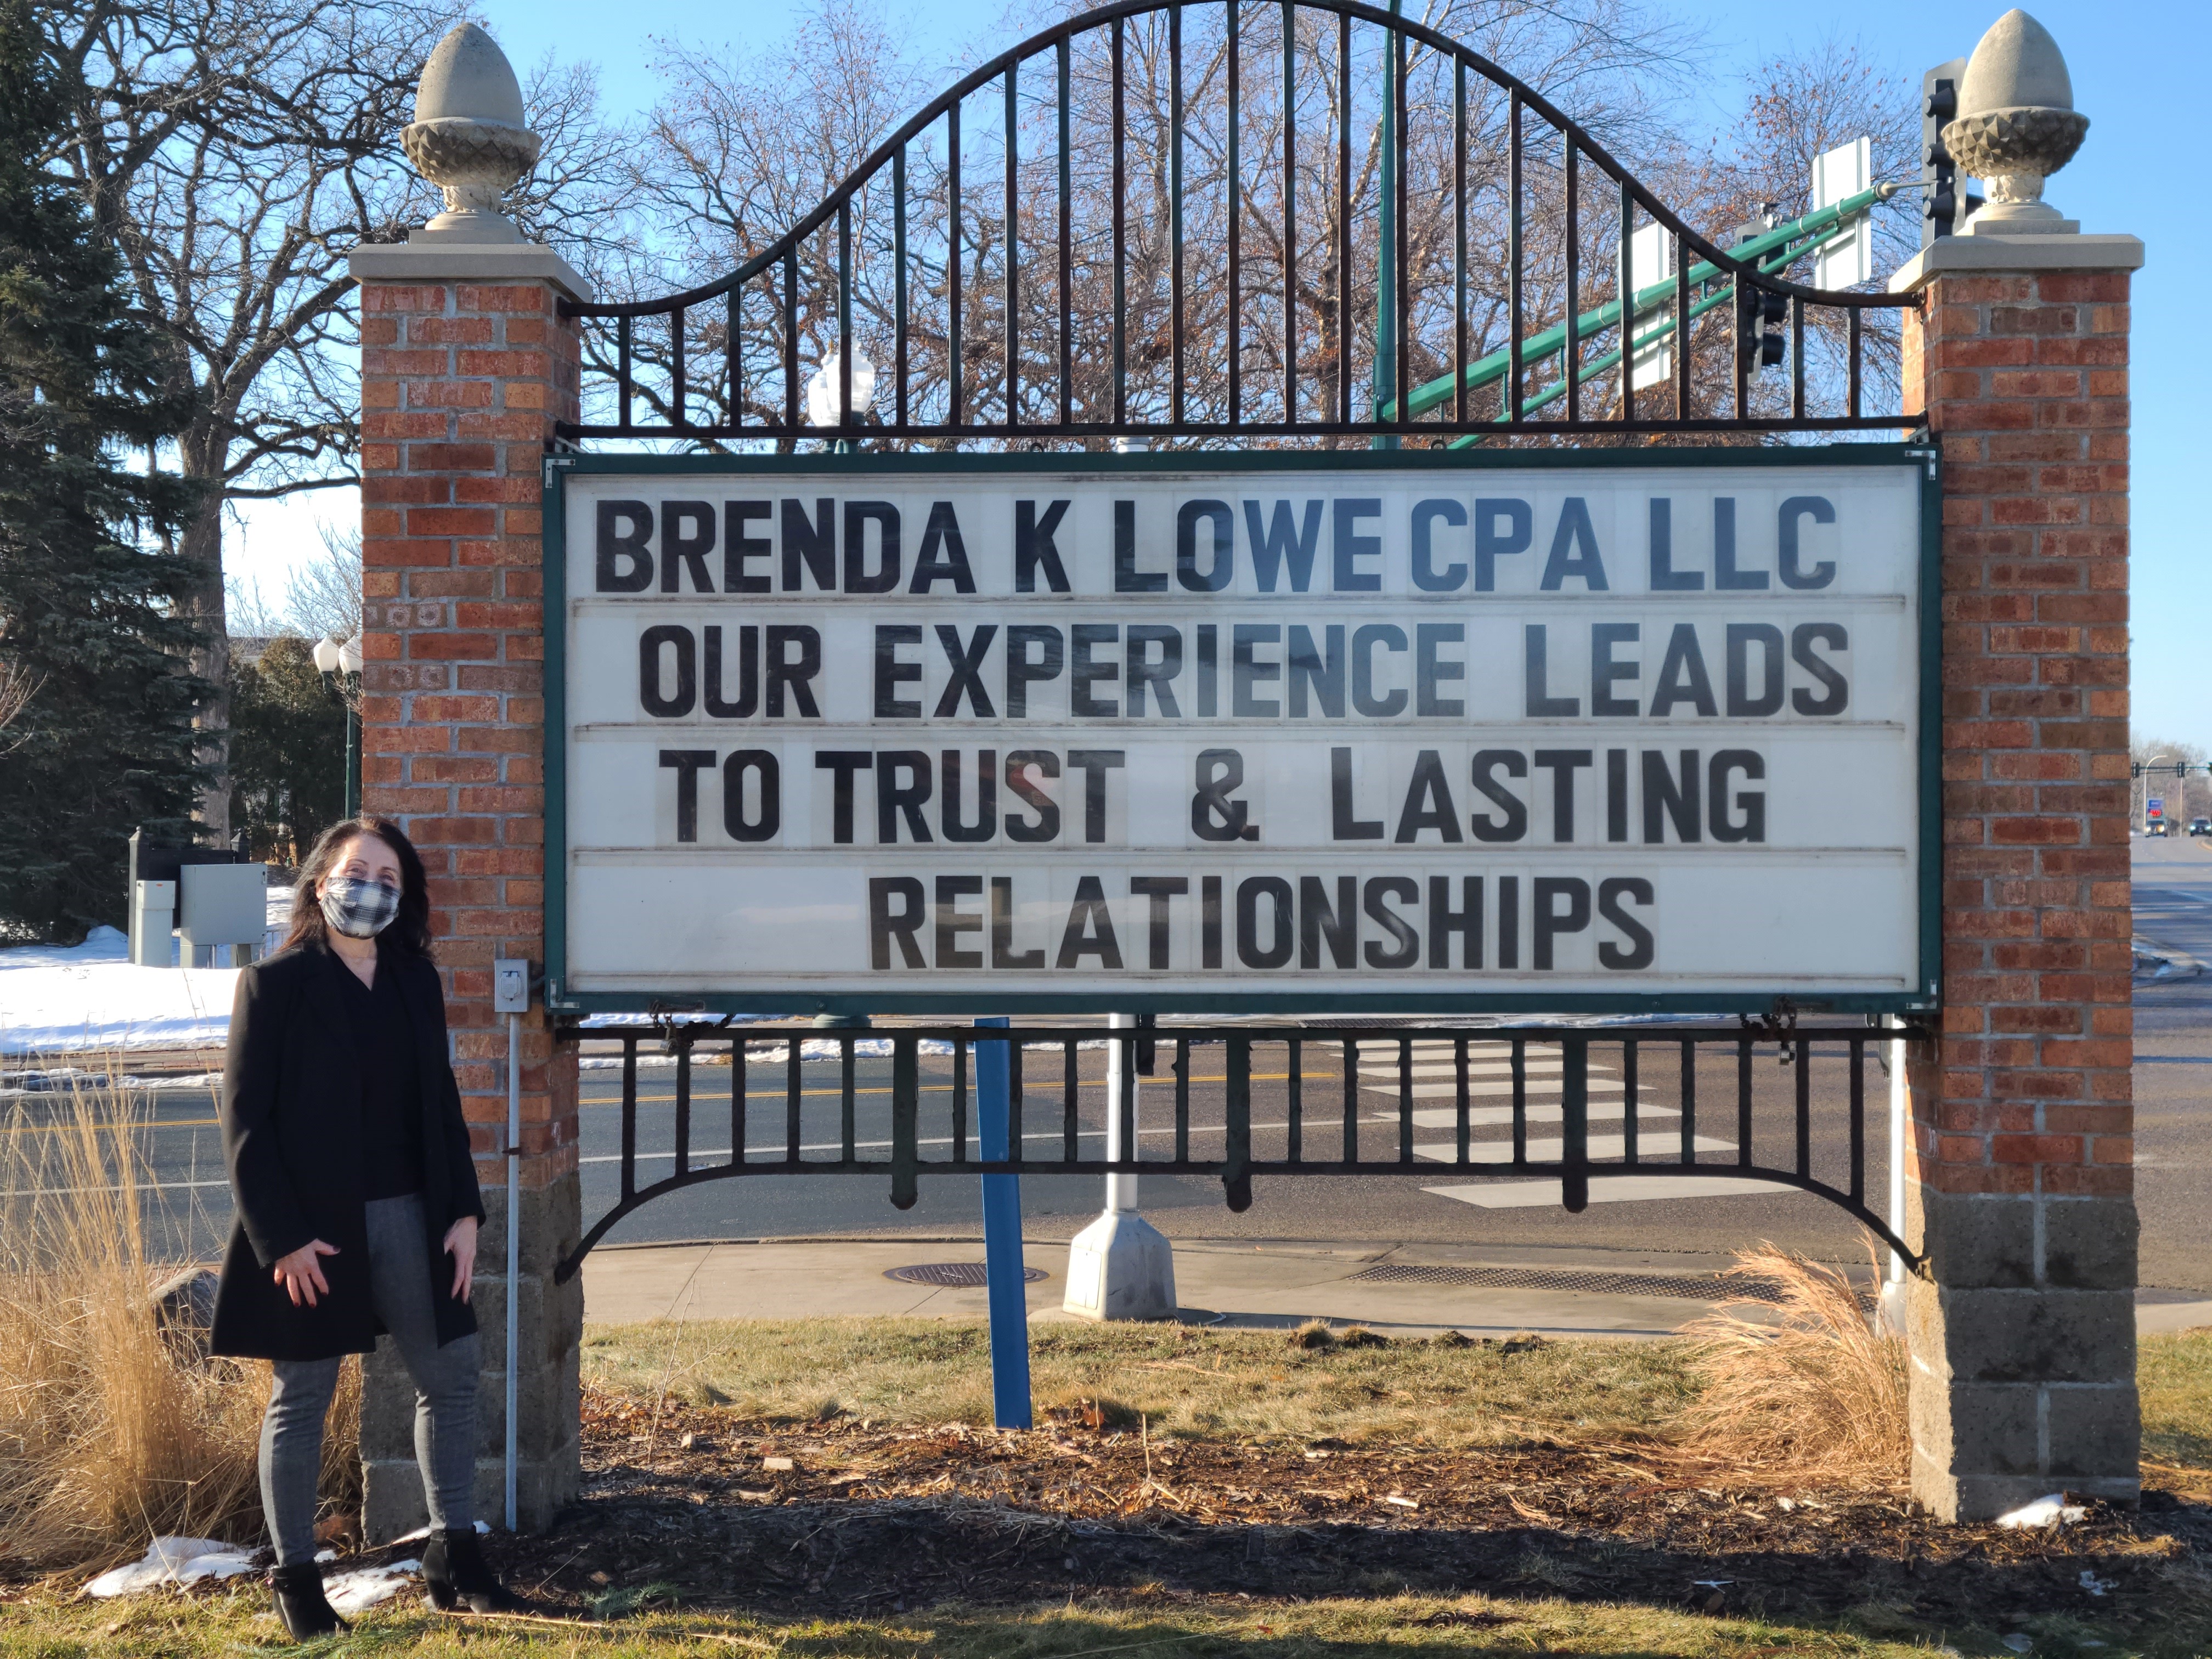 BRENDA K LOWE CPA LLC
OUR EXPERIENCE LEADS
TO TRUST & LASTING
RELATIONSHIPS